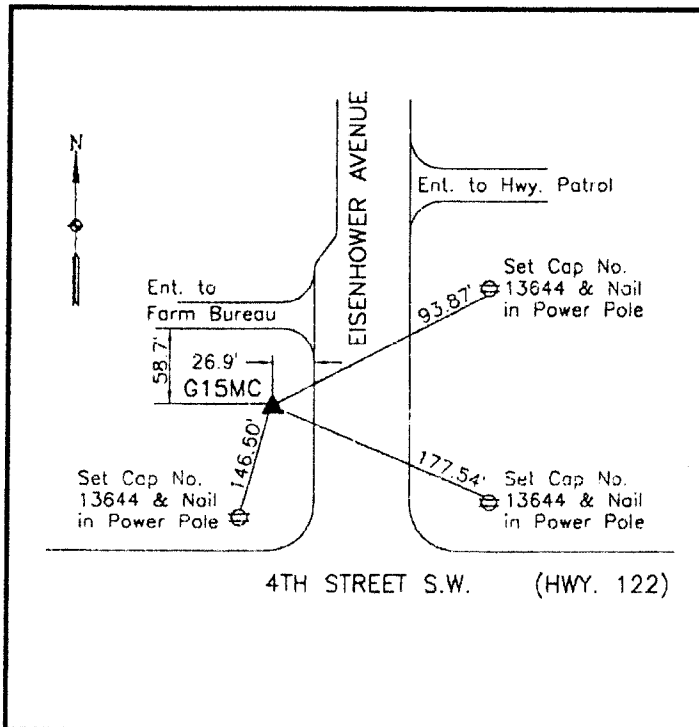 N
EISENHOWER AVENUE
Ent. to Hwy. Patrol
Set Cap No.
13644 & Nail
in Power Pole
93.87'
Ent. to
Farm Bureau
58.7'
26.9'
G15MC
146.50'
177.54'
Set Cap No.
13644 & Nail
in Power Pole
Set Cap No.
13644 & Nail
in Power Pole
4TH STREET S.W. (HWY. 122)